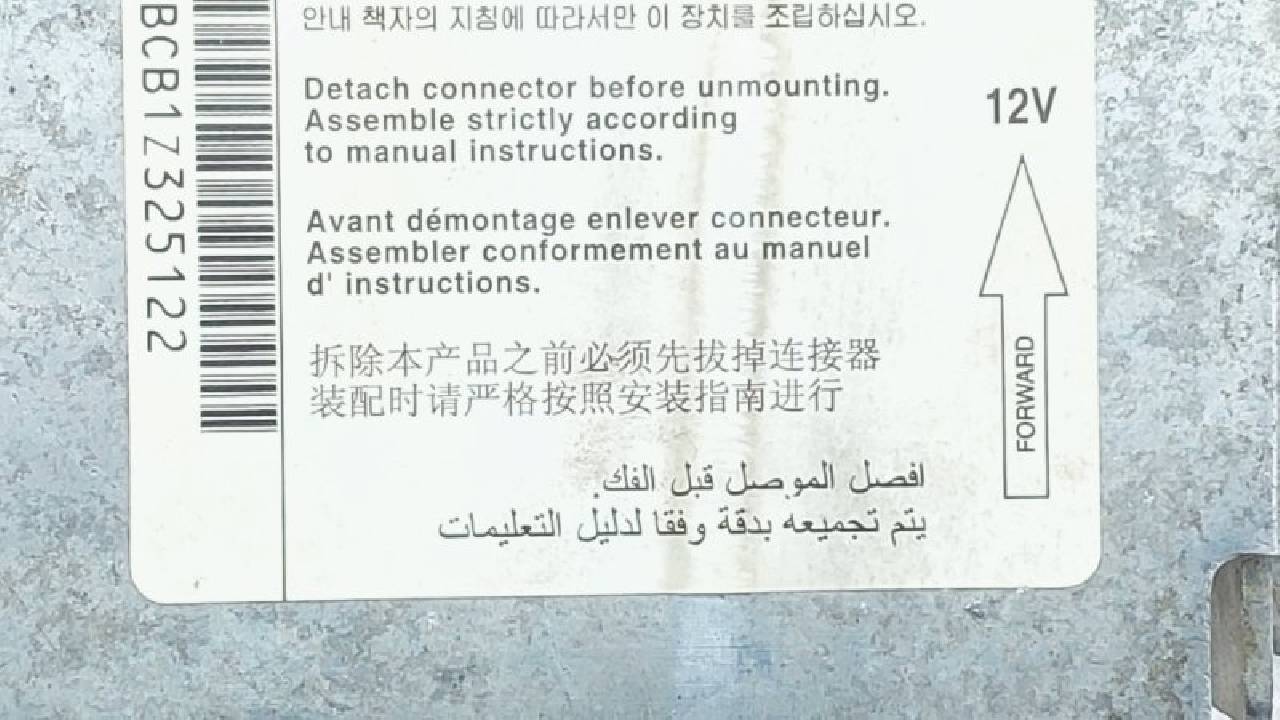 BCB1Z325122
안내 책자의 지침에 따라서만 이 장치를 조립하십시오.
Detach connector before unmounting.
Assemble strictly according
to manual instructions.
Avant démontage enlever connecteur.
Assembler conformement au manuel
d' instructions.
拆除本产品之前必须先拔掉连接器
装配时请严格按照安装指南进行
افصل الموصل قبل الفك.
يتم تجميعه بدقة وفقا لدليل التعليمات
12V
FORWARD